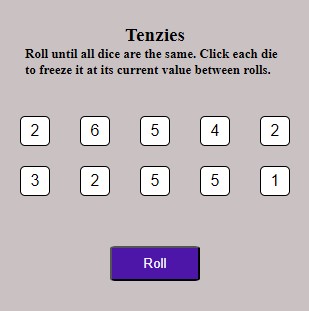 Tenzies
Roll until all dice are the same. Click each die
to freeze it at its current value between rolls.
2 6 5 4 2
3 2 5 5 1
Roll